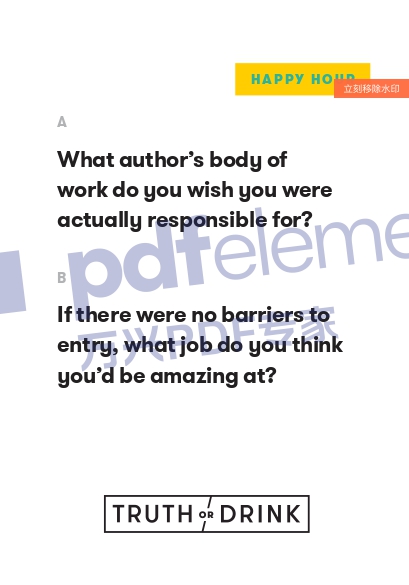 HAPPY HOUR
立刻移除水印
A
What author’s body of
work do you wish you were
actually responsible for?
pdfeleme
B
If there were no barriers to
entry, what job do you think
you’d be amazing at?
万兴PDF专家
TRUTH OR DRINK